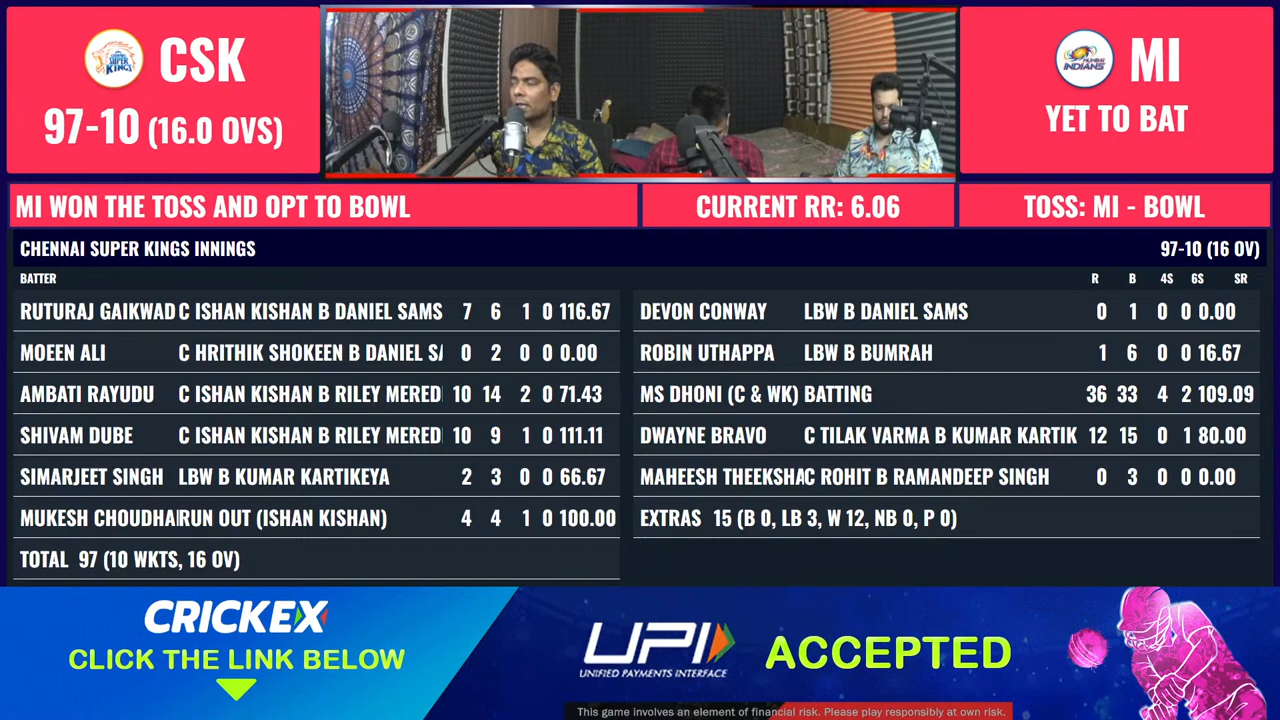 CHENNAI SUPER KINGS
CSK
97-10 (16.0 OVS)
MUMBAI INDIANS
MI
YET TO BAT
MI WON THE TOSS AND OPT TO BOWL
CURRENT RR: 6.06
TOSS: MI - BOWL
CHENNAI SUPER KINGS INNINGS
97-10 (16 OV)
BATTER
R B 4S 6S SR
RUTURAJ GAIKWAD C ISHAN KISHAN B DANIEL SAMS 7 6 1 0 116.67
DEVON CONWAY LBW B DANIEL SAMS 0 1 0 0 0.00
MOEEN ALI C HRITHIK SHOKEEN B DANIEL SA 0 2 0 0 0.00
ROBIN UTHAPPA LBW B BUMRAH 1 6 0 0 16.67
AMBATI RAYUDU C ISHAN KISHAN B RILEY MERED 10 14 2 0 71.43
MS DHONI (C & WK) BATTING 36 33 4 2 109.09
SHIVAM DUBE C ISHAN KISHAN B RILEY MERED 10 9 1 0 111.11
DWAYNE BRAVO C TILAK VARMA B KUMAR KARTIK 12 15 0 1 80.00
SIMARJEET SINGH LBW B KUMAR KARTIKEYA 2 3 0 0 66.67
MAHEESH THEEKSHA C ROHIT B RAMANDEEP SINGH 0 3 0 0 0.00
MUKESH CHOUDHA RUN OUT (ISHAN KISHAN) 4 4 1 0 100.00
EXTRAS 15 (B 0, LB 3, W 12, NB 0, P 0)
TOTAL 97 (10 WKTS, 16 OV)
CRICKEX
CLICK THE LINK BELOW
UPI
UNIFIED PAYMENTS INTERFACE
ACCEPTED
This game involves an element of financial risk. Please play responsibly at own risk.